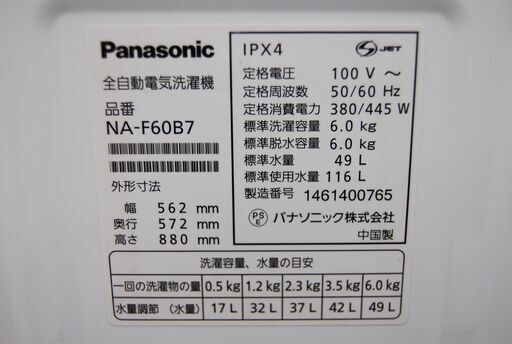 Panasonic
全自動電気洗濯機
品番
NA-F60B7
外形寸法
幅 562 mm
奥行 572 mm
高さ 880 mm
IPX4
S JET
定格電圧 100 V ～
定格周波数 50/60 Hz
定格消費電力 380/445 W
標準洗濯容量 6.0 kg
標準脱水容量 6.0 kg
標準水量 49 L
標準使用水量 116 L
製造番号 1461400765
PS E パナソニック株式会社
中国製
洗濯容量、水量の目安
一回の洗濯物の量 0.5 kg 1.2 kg 2.3 kg 3.5 kg 6.0 kg
水量調節（水量） 17 L 32 L 37 L 42 L 49 L